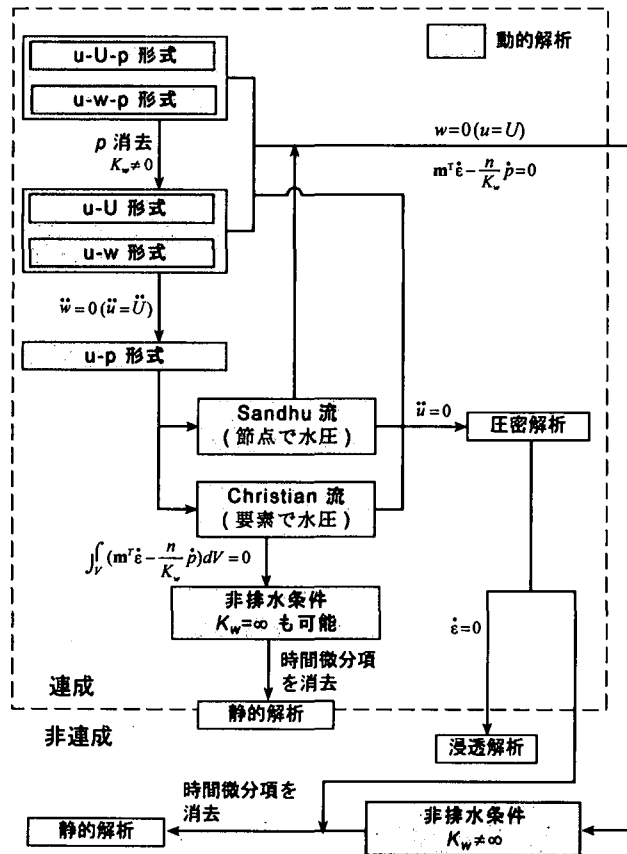 u-U-p 形式
u-w-p 形式
動的解析
p 消去
K_w≠0
w=0(u=U)
m^T ε̇ - n/K_w ṗ=0
u-U 形式
u-w 形式
ẅ=0(ü=Ü)
u-p 形式
Sandhu 流
(節点で水圧)
ü=0
圧密解析
Christian 流
(要素で水圧)
∫_V (m^T ε̇ - n/K_w ṗ)dV=0
非排水条件
K_w=∞ も可能
ε̇=0
時間微分項
を消去
連成
静的解析
非連成
浸透解析
時間微分項を
消去
静的解析
非排水条件
K_w≠∞